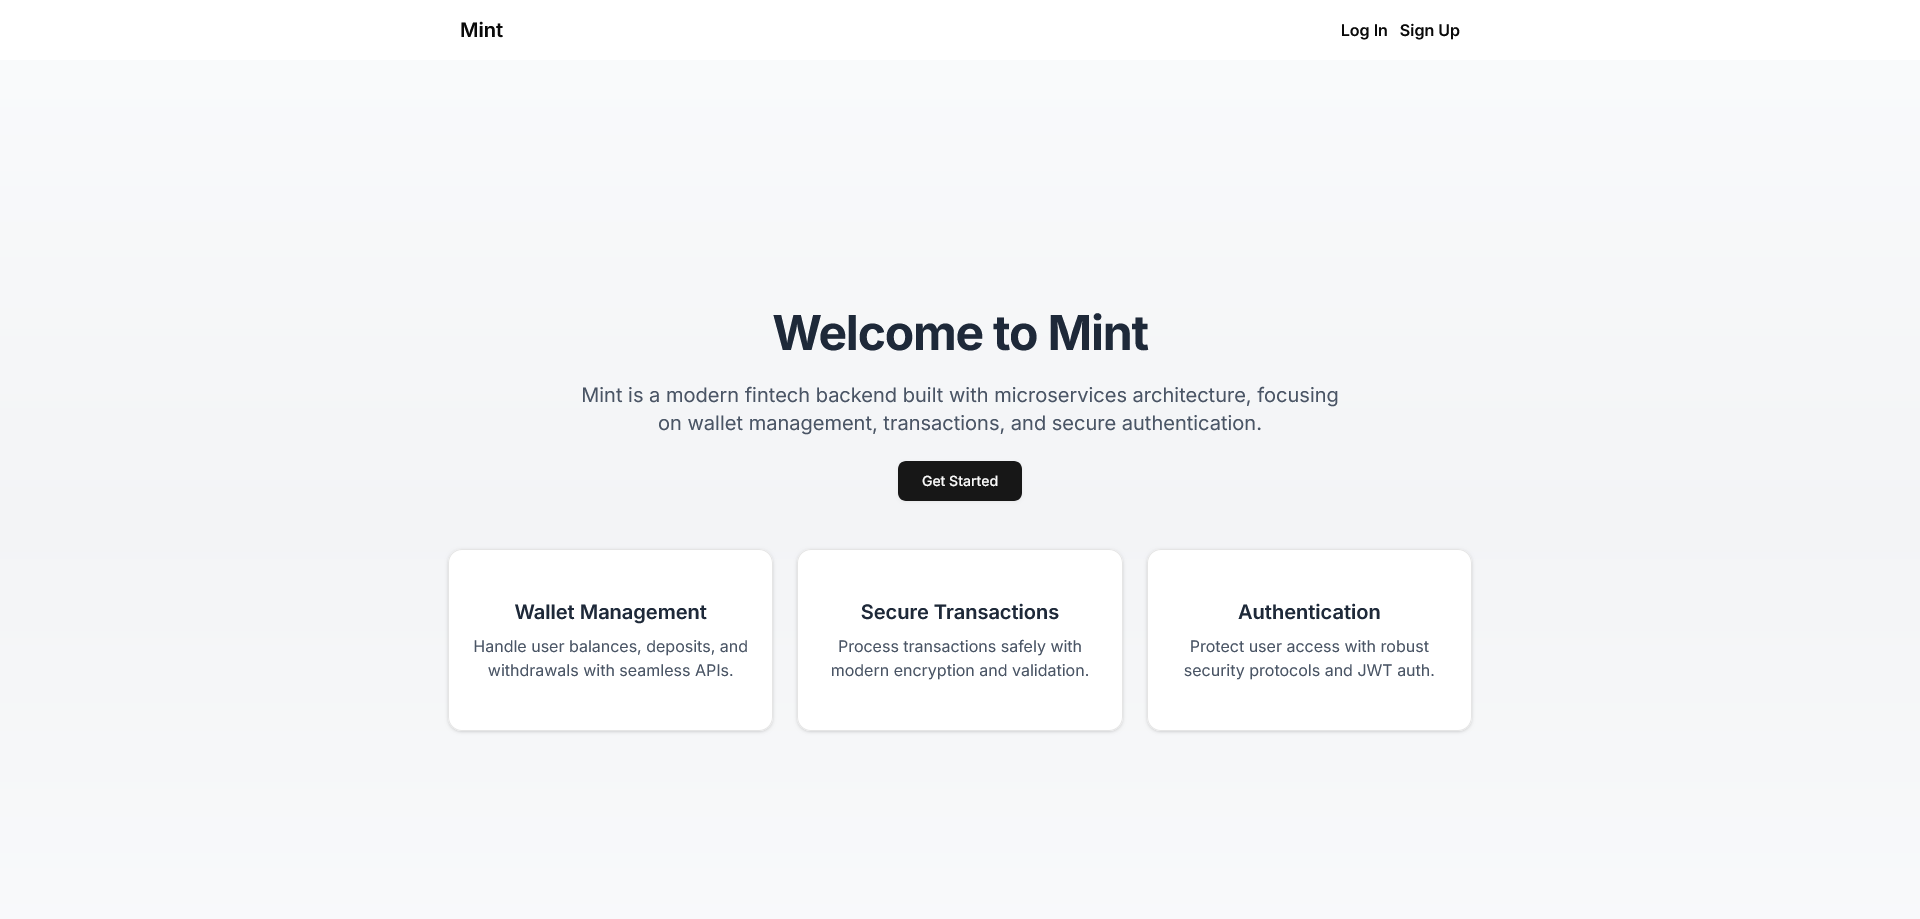 Mint
Log In Sign Up
Welcome to Mint
Mint is a modern fintech backend built with microservices architecture, focusing
on wallet management, transactions, and secure authentication.
Get Started
Wallet Management
Handle user balances, deposits, and
withdrawals with seamless APIs.
Secure Transactions
Process transactions safely with
modern encryption and validation.
Authentication
Protect user access with robust
security protocols and JWT auth.